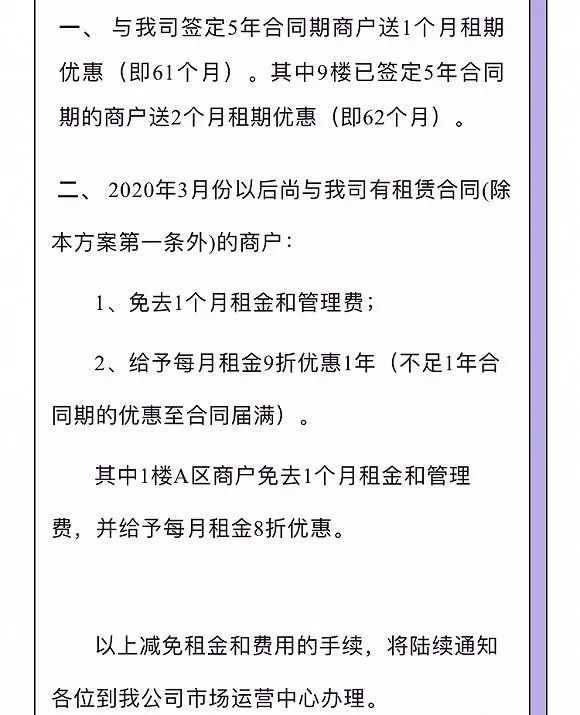 一、 与我司签定5年合同期商户送1个月租期
优惠（即61个月）。其中9楼已签定5年合同
期的商户送2个月租期优惠（即62个月）。
二、 2020年3月份以后尚与我司有租赁合同(除
本方案第一条外)的商户：
1、免去1个月租金和管理费；
2、给予每月租金9折优惠1年（不足1年合
同期的优惠至合同届满）。
其中1楼A区商户免去1个月租金和管理
费，并给予每月租金8折优惠。
以上减免租金和费用的手续，将陆续通知
各位到我公司市场运营中心办理。